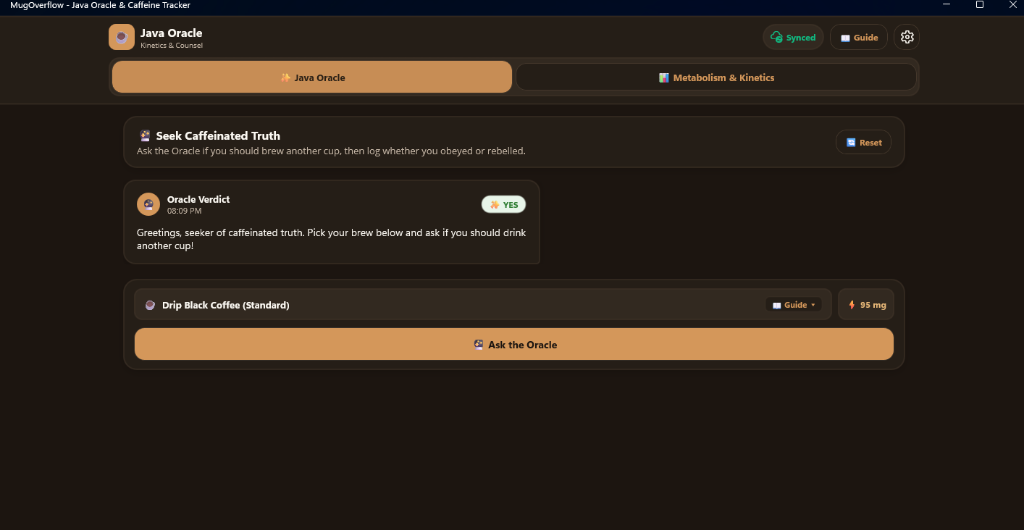 MugOverflow - Java Oracle & Caffeine Tracker
Java Oracle
Kinetics & Counsel
Synced
Guide
Java Oracle
Metabolism & Kinetics
Seek Caffeinated Truth
Ask the Oracle if you should brew another cup, then log whether you obeyed or rebelled.
Reset
Oracle Verdict
08:09 PM
YES
Greetings, seeker of caffeinated truth. Pick your brew below and ask if you should drink
another cup!
Drip Black Coffee (Standard)
Guide
95 mg
Ask the Oracle